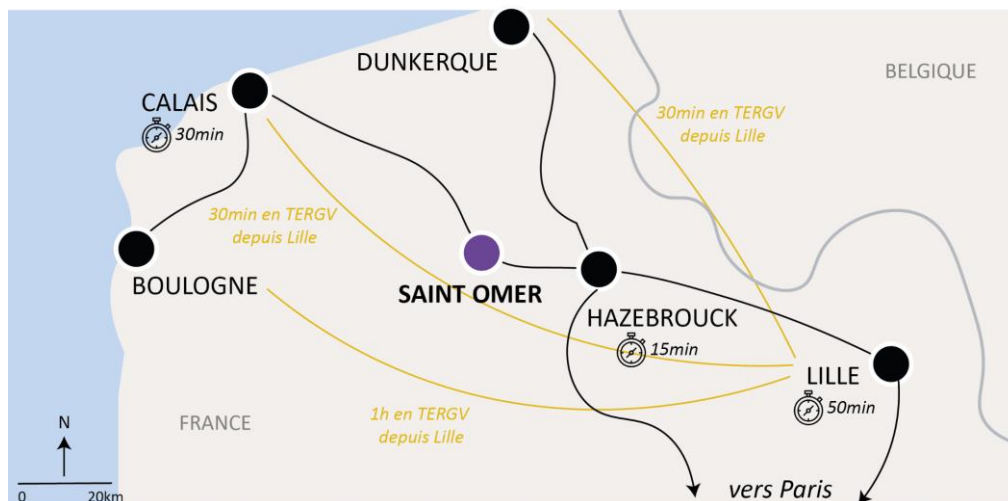 DUNKERQUE
BELGIQUE
CALAIS
30min
30min en TERGV
depuis Lille
30min en TERGV
depuis Lille
BOULOGNE
SAINT OMER
HAZEBROUCK
15min
LILLE
50min
1h en TERGV
depuis Lille
FRANCE
N
0 20km
vers Paris